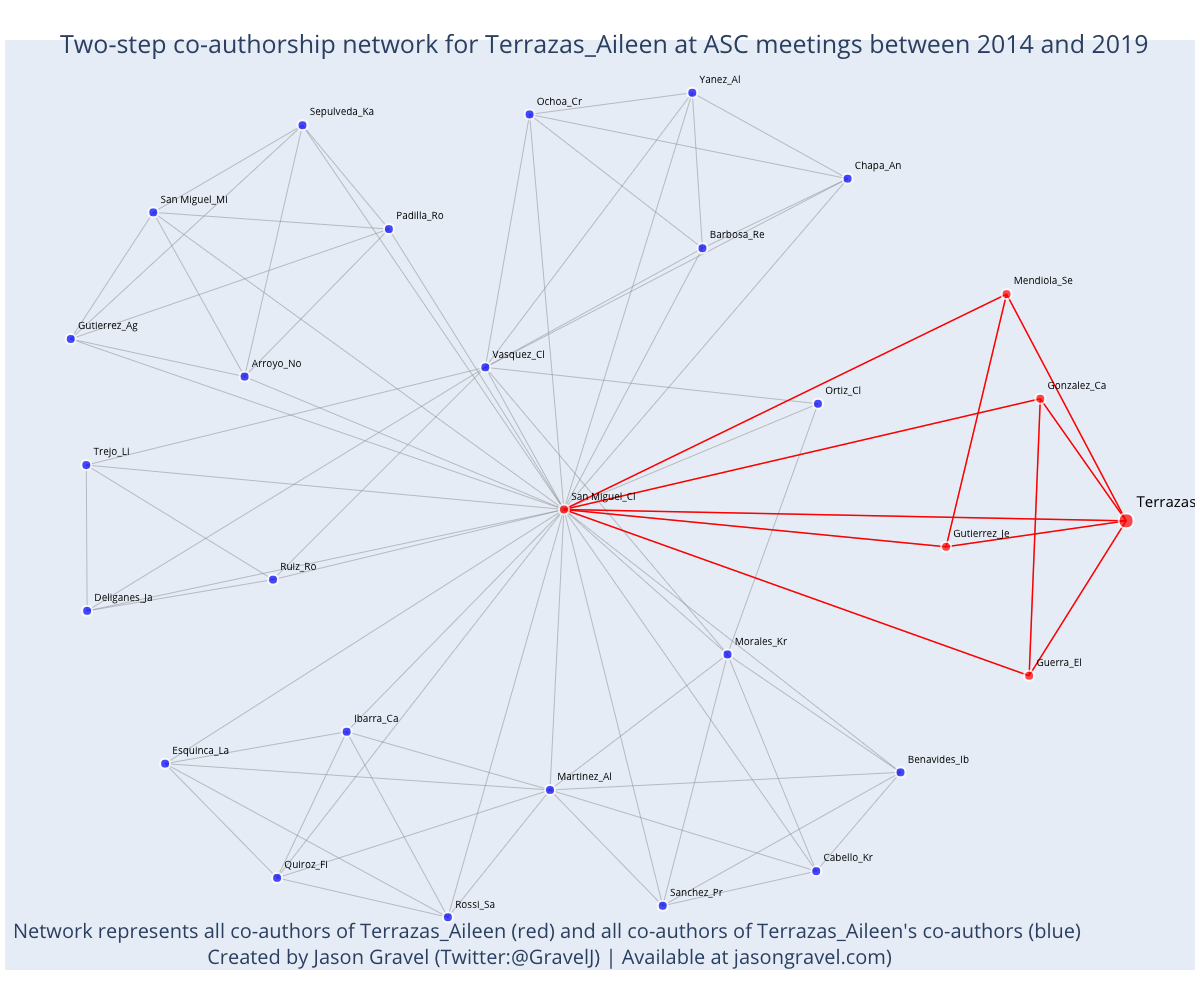 Two-step co-authorship network for Terrazas_Aileen at ASC meetings between 2014 and 2019
Yanez_Al
Ochoa_Cr
Sepulveda_Ka
Chapa_An
San Miguel_Mi
Padilla_Ro
Barbosa_Re
Mendiola_Se
Gutierrez_Ag
Vasquez_Cl
Arroyo_No
Gonzalez_Ca
Ortiz_Cl
Trejo_Li
San Miguel_Cl
Terrazas
Gutierrez_Je
Ruiz_Ro
Deliganes_Ja
Morales_Kr
Guerra_El
Ibarra_Ca
Esquinca_La
Benavides_Ib
Martinez_Al
Cabello_Kr
Quiroz_Fi
Sanchez_Pr
Rossi_Sa
Network represents all co-authors of Terrazas_Aileen (red) and all co-authors of Terrazas_Aileen's co-authors (blue)
Created by Jason Gravel (Twitter:@GravelJ) | Available at jasongravel.com)